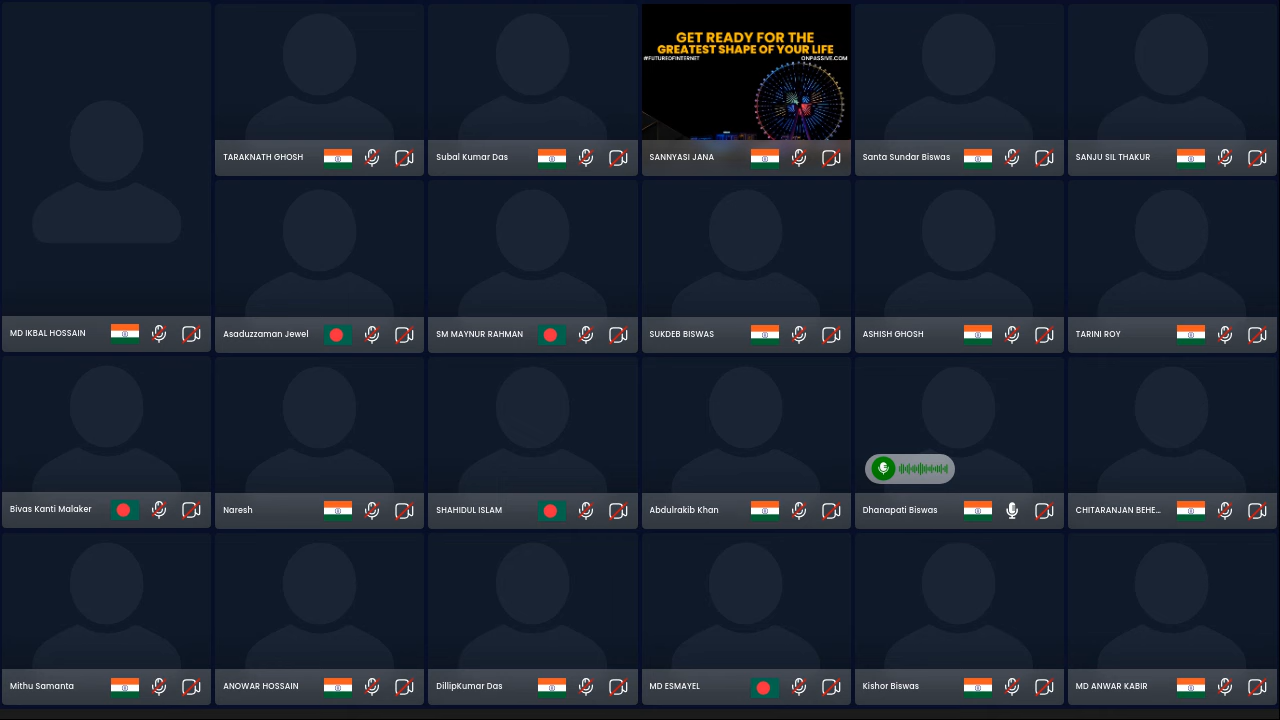 GET READY FOR THE
GREATEST SHAPE OF YOUR LIFE
#FUTUREOFINTERNET ONPASSIVE.COM
TARAKNATH GHOSH
Subal Kumar Das
SANNYASI JANA
Santa Sundar Biswas
SANJU SIL THAKUR
MD IKBAL HOSSAIN
Asaduzzaman Jewel
SM MAYNUR RAHMAN
SUKDEB BISWAS
ASHISH GHOSH
TARINI ROY
Bivas Kanti Malaker
Naresh
SHAHIDUL ISLAM
Abdulrakib Khan
Dhanapati Biswas
CHITARANJAN BEHE...
Mithu Samanta
ANOWAR HOSSAIN
DillipKumar Das
MD ESMAYEL
Kishor Biswas
MD ANWAR KABIR